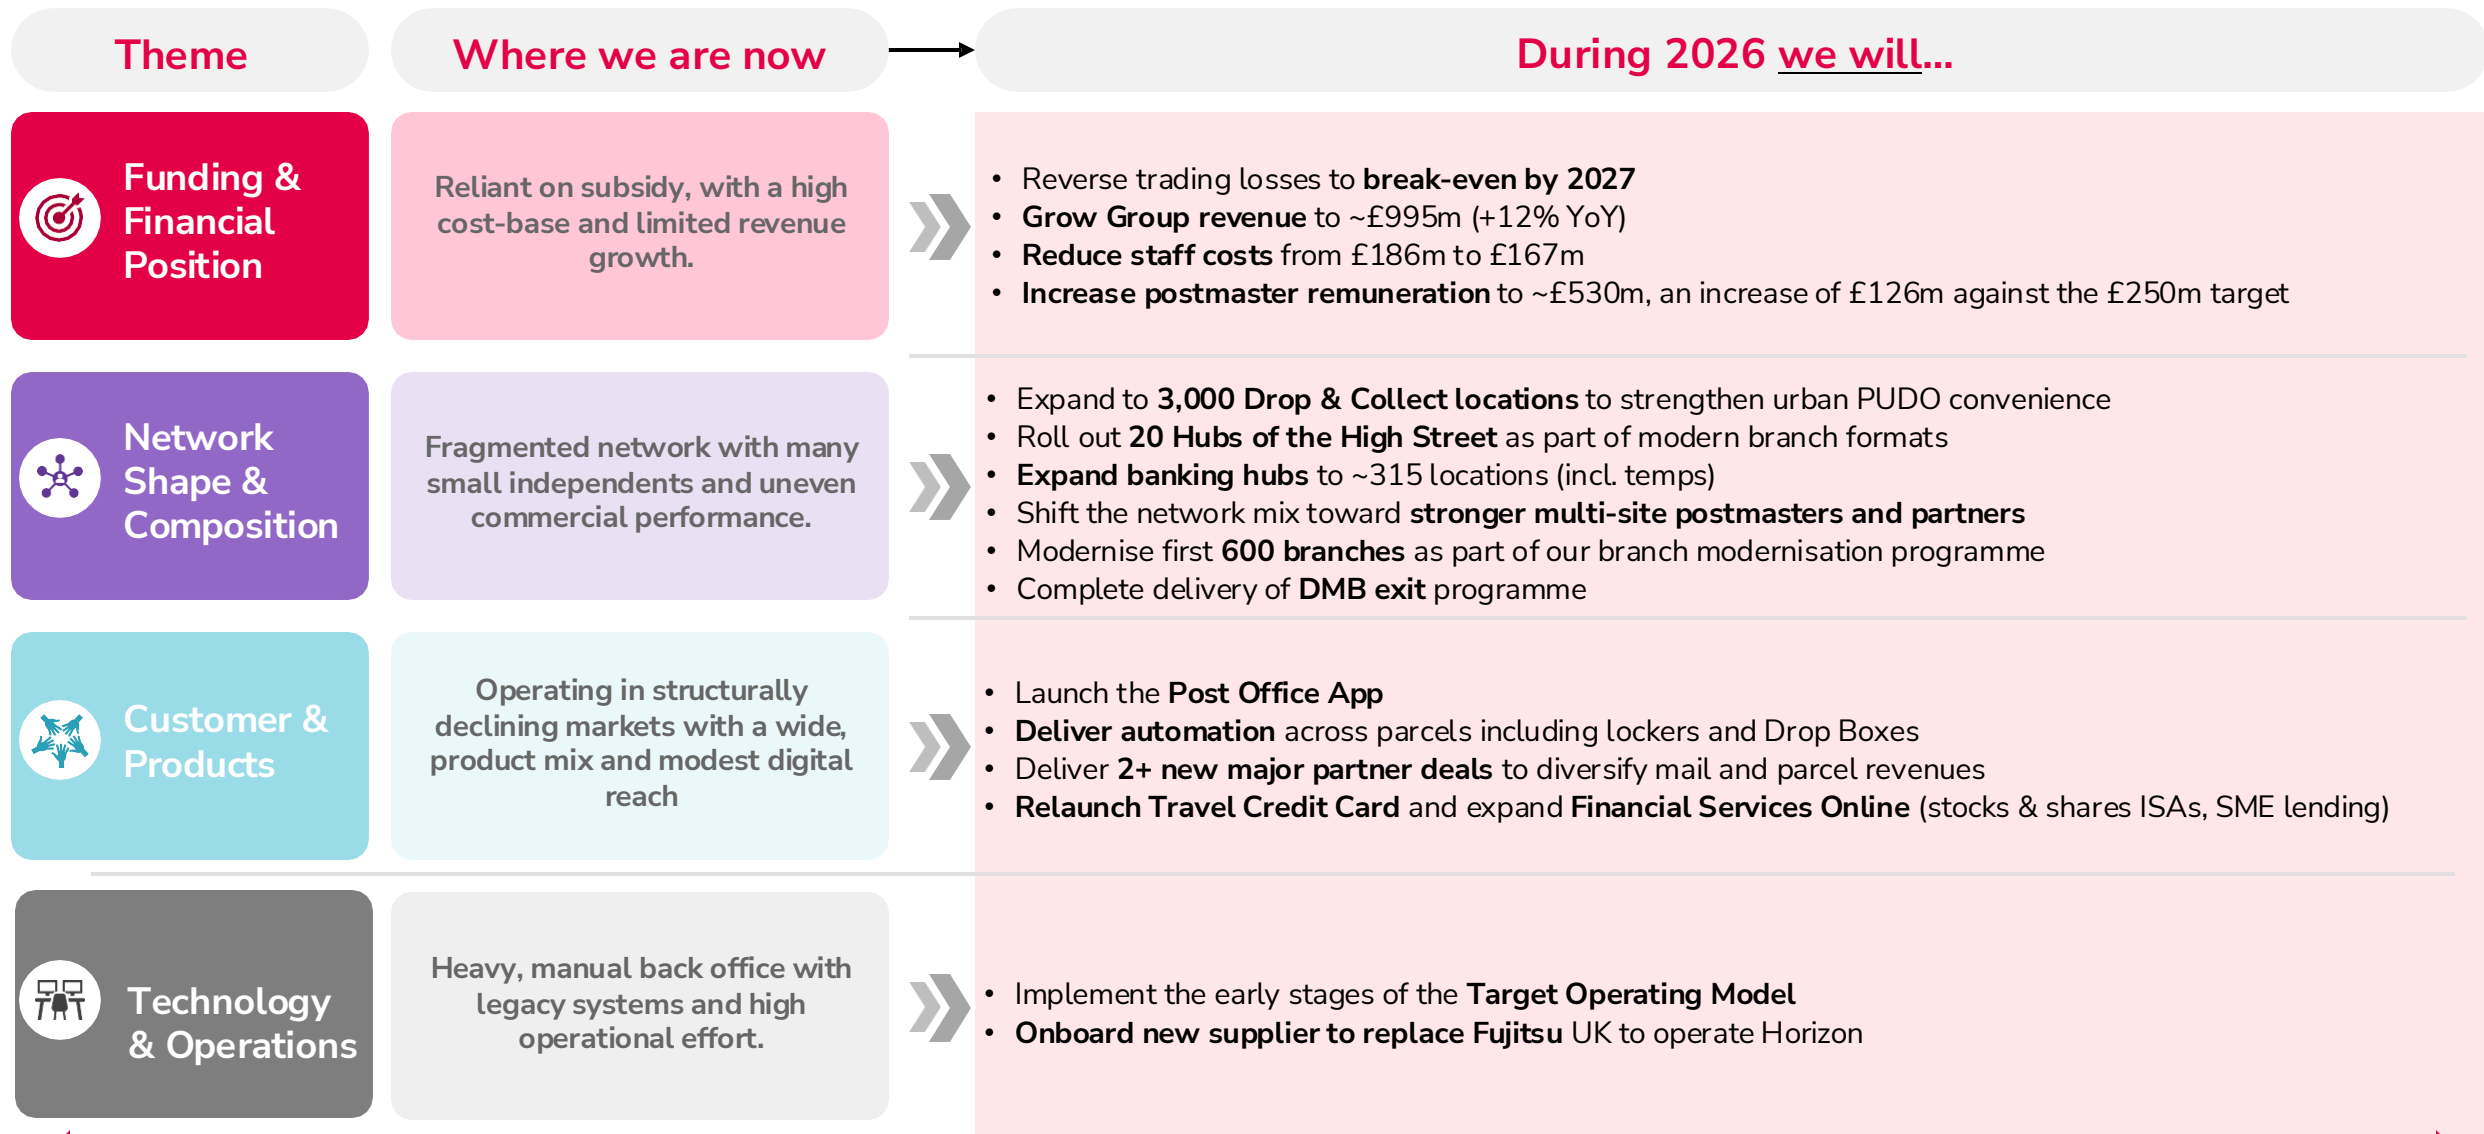 Theme
Where we are now
During 2026 we will...
Funding &
Financial
Position
Reliant on subsidy, with a high
cost-base and limited revenue
growth.
• Reverse trading losses to break-even by 2027
• Grow Group revenue to ~£995m (+12% YoY)
• Reduce staff costs from £186m to £167m
• Increase postmaster remuneration to ~£530m, an increase of £126m against the £250m target
Network
Shape &
Composition
Fragmented network with many
small independents and uneven
commercial performance.
• Expand to 3,000 Drop & Collect locations to strengthen urban PUDO convenience
• Roll out 20 Hubs of the High Street as part of modern branch formats
• Expand banking hubs to ~315 locations (incl. temps)
• Shift the network mix toward stronger multi-site postmasters and partners
• Modernise first 600 branches as part of our branch modernisation programme
• Complete delivery of DMB exit programme
Customer &
Products
Operating in structurally
declining markets with a wide,
product mix and modest digital
reach
• Launch the Post Office App
• Deliver automation across parcels including lockers and Drop Boxes
• Deliver 2+ new major partner deals to diversify mail and parcel revenues
• Relaunch Travel Credit Card and expand Financial Services Online (stocks & shares ISAs, SME lending)
Technology
& Operations
Heavy, manual back office with
legacy systems and high
operational effort.
• Implement the early stages of the Target Operating Model
• Onboard new supplier to replace Fujitsu UK to operate Horizon